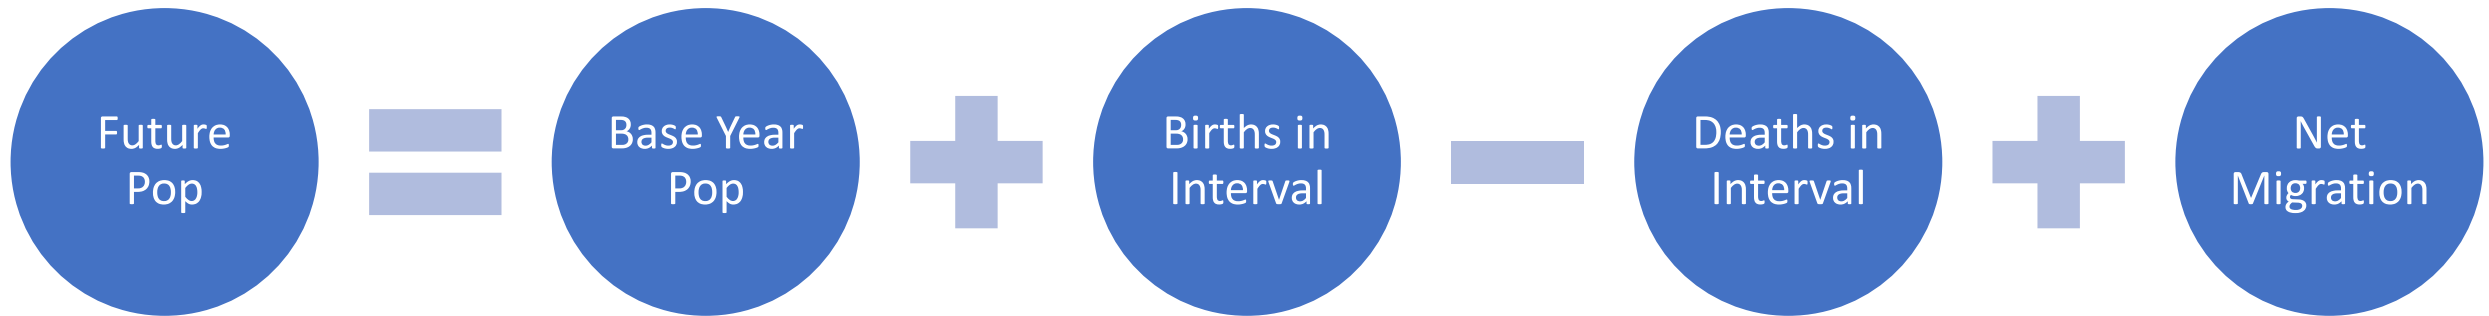 Future
Pop
Base Year
Pop
Births in
Interval
Deaths in
Interval
Net
Migration